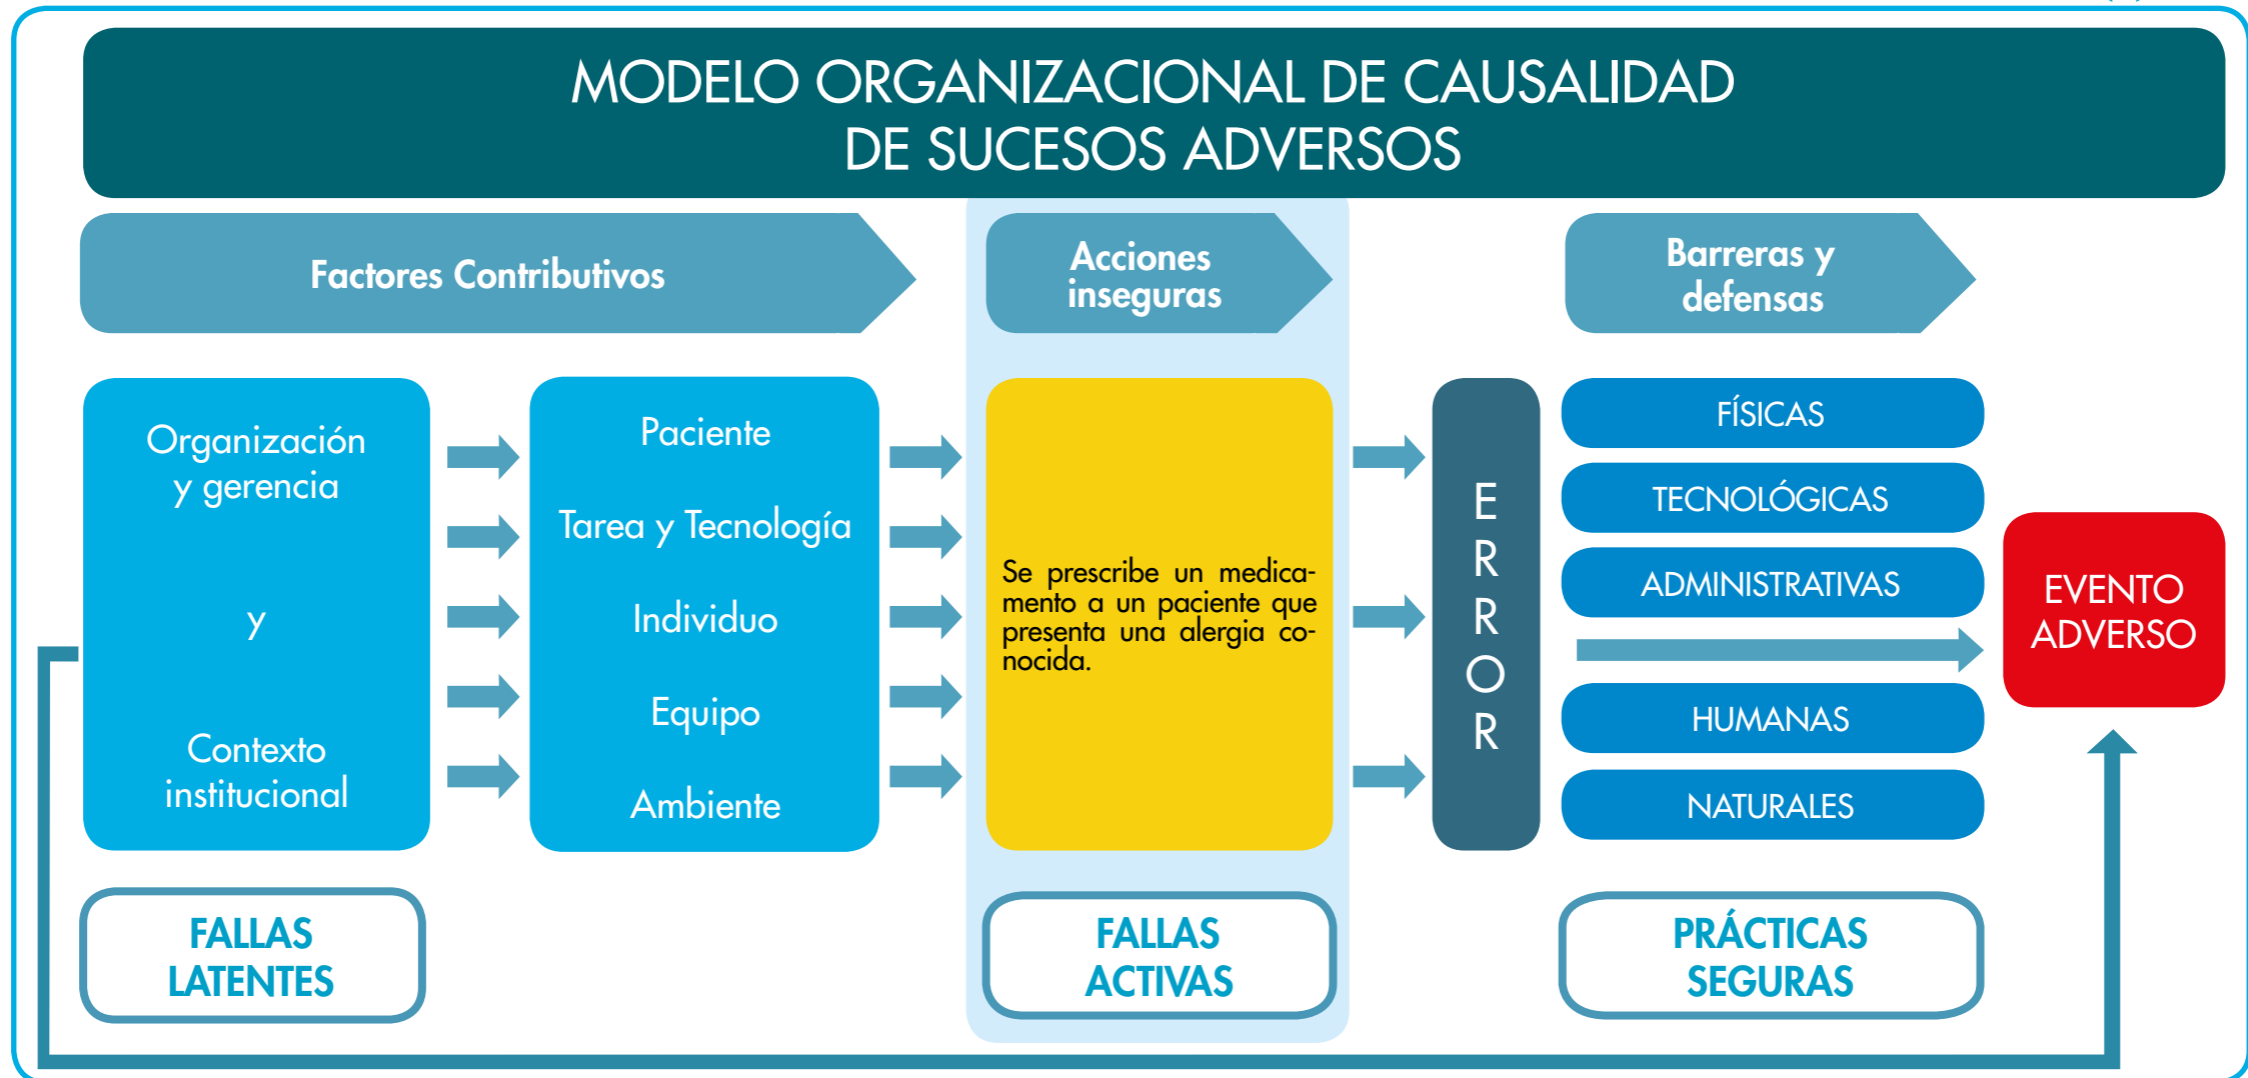 MODELO ORGANIZACIONAL DE CAUSALIDAD
DE SUCESOS ADVERSOS
Factores Contributivos
Acciones
inseguras
Barreras y
defensas
Organización
y gerencia
y
Contexto
institucional
Paciente
Tarea y Tecnología
Individuo
Equipo
Ambiente
Se prescribe un medica-
mento a un paciente que
presenta una alergia co-
nocida.
E
R
R
O
R
FÍSICAS
TECNOLÓGICAS
ADMINISTRATIVAS
HUMANAS
NATURALES
EVENTO
ADVERSO
FALLAS
LATENTES
FALLAS
ACTIVAS
PRÁCTICAS
SEGURAS